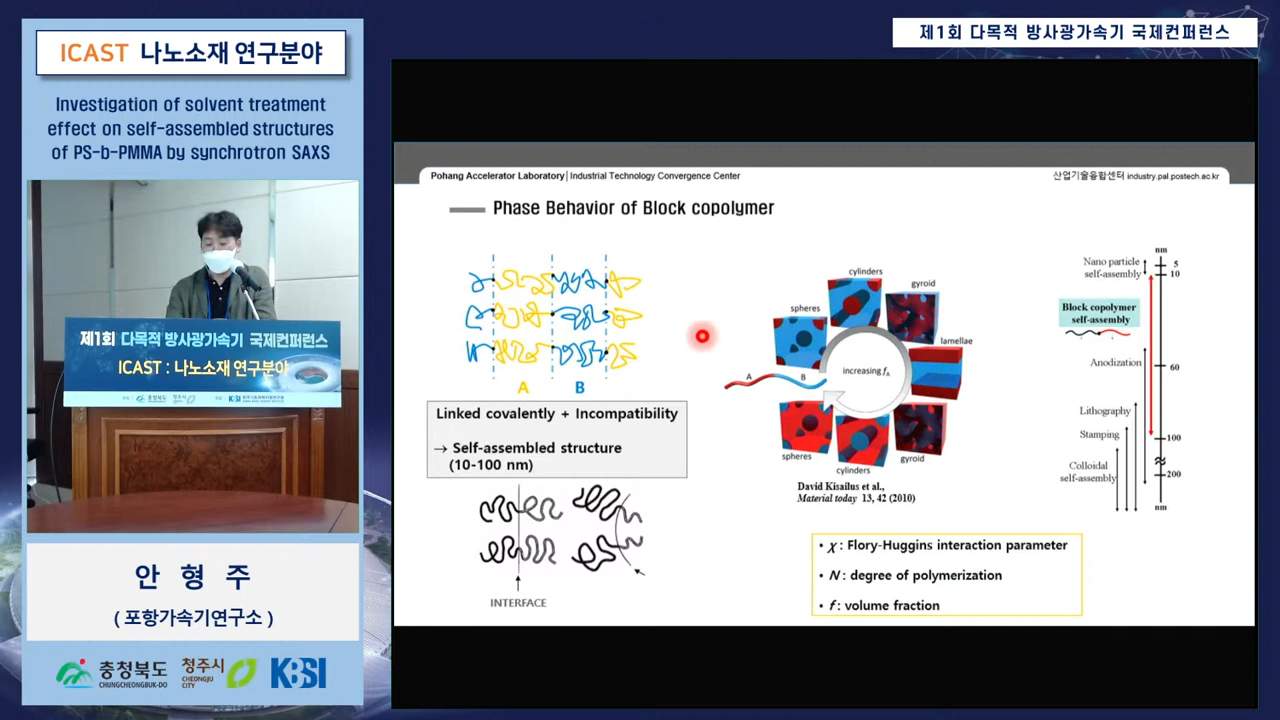 ICAST 나노소재 연구분야
Investigation of solvent treatment
effect on self-assembled structures
of PS-b-PMMA by synchrotron SAXS
제1회 다목적 방사광가속기 국제컨퍼런스
ICAST : 나노소재 연구분야
충청북도
청주시
KBSI
안 형 주
( 포항가속기연구소 )
충청북도
CHUNGCHEONGBUK-DO
청주시
CHEONGJU
CITY
KBSI
제1회 다목적 방사광가속기 국제컨퍼런스
Pohang Accelerator Laboratory | Industrial Technology Convergence Center
산업기술융합센터 industry.pal.postech.ac.kr
Phase Behavior of Block copolymer
A B
Linked covalently + Incompatibility
→ Self-assembled structure
(10-100 nm)
INTERFACE
cylinders
gyroid
spheres
lamellae
A B
increasing fA
spheres
cylinders
gyroid
David Kisailus et al.,
Material today 13, 42 (2010)
• χ : Flory-Huggins interaction parameter
• N : degree of polymerization
• f : volume fraction
nm
Nano particle
self-assembly
5
10
Block copolymer
self-assembly
Anodization
60
Lithography
Stamping
100
Colloidal
self-assembly
200
nm